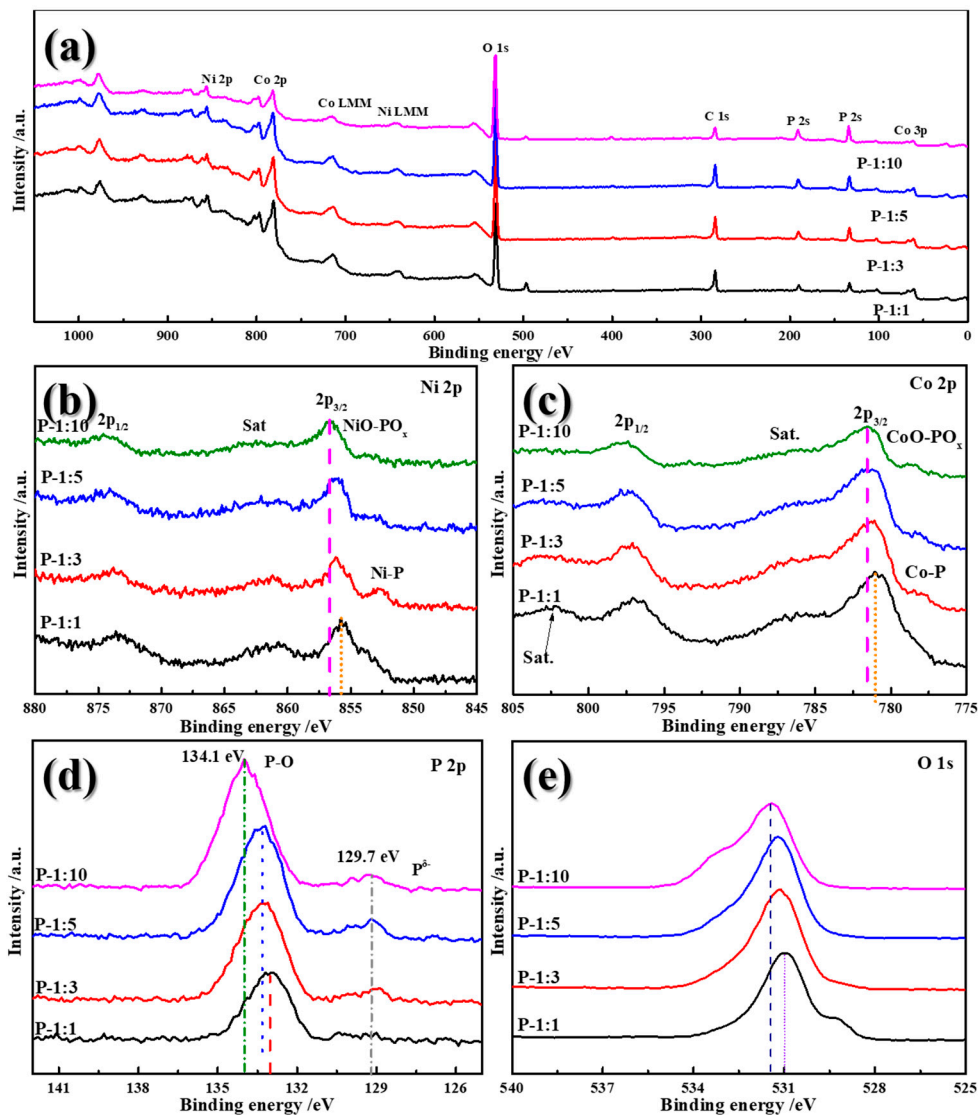 (a)
O 1s
Ni 2p
Co 2p
Co LMM
Ni LMM
C 1s
P 2s
P 2s
Co 3p
P-1:10
P-1:5
P-1:3
P-1:1
Intensity /a.u.
1000 900 800 700 600 500 400 300 200 100 0
Binding energy /eV
(b)
Ni 2p
P-1:10
2p1/2
Sat
2p3/2
NiO-POx
P-1:5
P-1:3
Ni-P
P-1:1
Intensity /a.u.
880 875 870 865 860 855 850 845
Binding energy /eV
(c)
Co 2p
P-1:10
2p1/2
Sat.
2p3/2
CoO-POx
P-1:5
P-1:3
Co-P
P-1:1
Sat.
Intensity /a.u.
805 800 795 790 785 780 775
Binding energy /eV
(d)
134.1 eV
P-O
P 2p
129.7 eV
Pδ-
P-1:10
P-1:5
P-1:3
P-1:1
Intensity /a.u.
141 138 135 132 129 126
Binding energy /eV
(e)
O 1s
P-1:10
P-1:5
P-1:3
P-1:1
Intensity /a.u.
540 537 534 531 528 525
Binding energy /eV